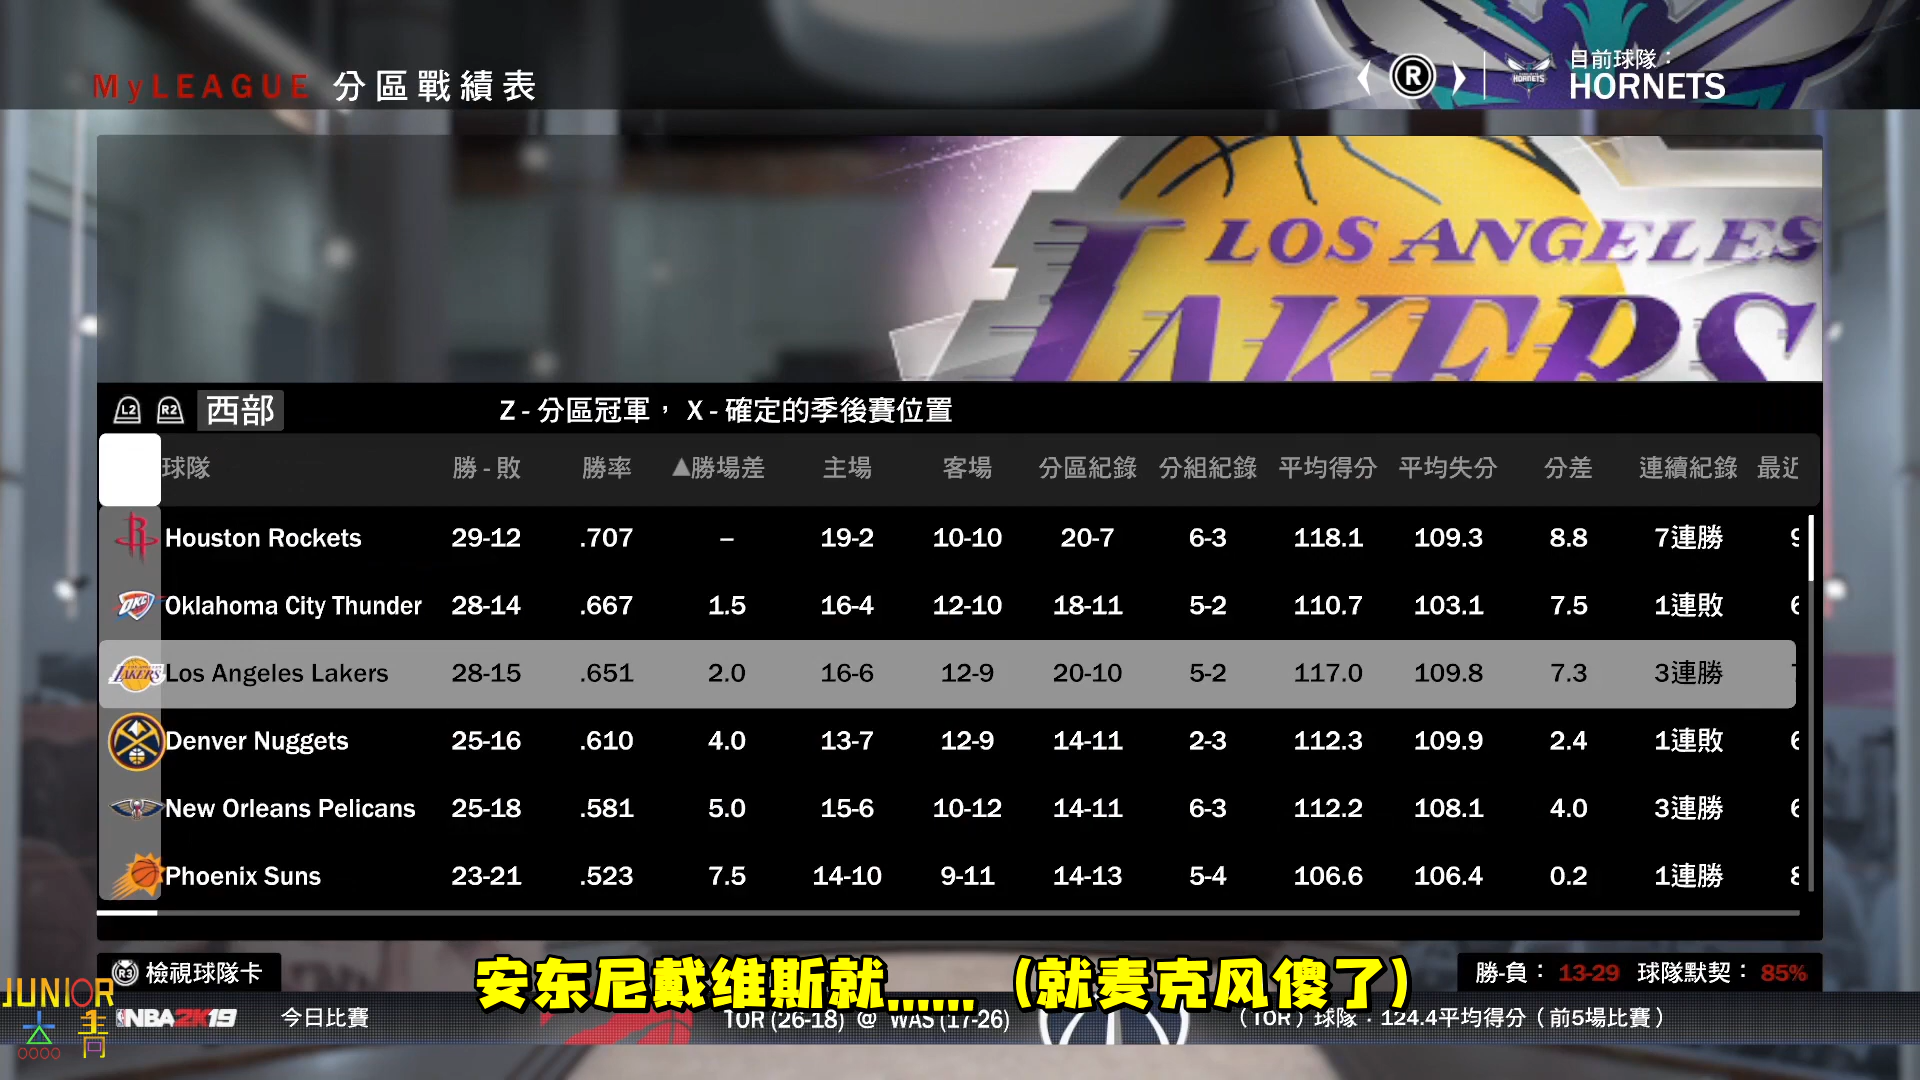 MyLEAGUE 分區戰績表
R
目前球隊：
HORNETS
LOS ANGELES
LAKERS
L2 R2 西部 Z - 分區冠軍， X - 確定的季後賽位置
球隊 勝 - 敗 勝率 ▲勝場差 主場 客場 分區紀錄 分組紀錄 平均得分 平均失分 分差 連續紀錄 最近
Houston Rockets 29-12 .707 – 19-2 10-10 20-7 6-3 118.1 109.3 8.8 7連勝
Oklahoma City Thunder 28-14 .667 1.5 16-4 12-10 18-11 5-2 110.7 103.1 7.5 1連敗
Los Angeles Lakers 28-15 .651 2.0 16-6 12-9 20-10 5-2 117.0 109.8 7.3 3連勝
Denver Nuggets 25-16 .610 4.0 13-7 12-9 14-11 2-3 112.3 109.9 2.4 1連敗
New Orleans Pelicans 25-18 .581 5.0 15-6 10-12 14-11 6-3 112.2 108.1 4.0 3連勝
Phoenix Suns 23-21 .523 7.5 14-10 9-11 14-13 5-4 106.6 106.4 0.2 1連勝
R3 檢視球隊卡
安东尼戴维斯就......（就麦克风傻了）
勝-負： 13-29 球隊默契： 85%
JUNIOR
NBA 2K19 今日比賽 TOR (26-18) @ WAS (17-26) （TOR）球隊：124.4平均得分（前5場比賽）